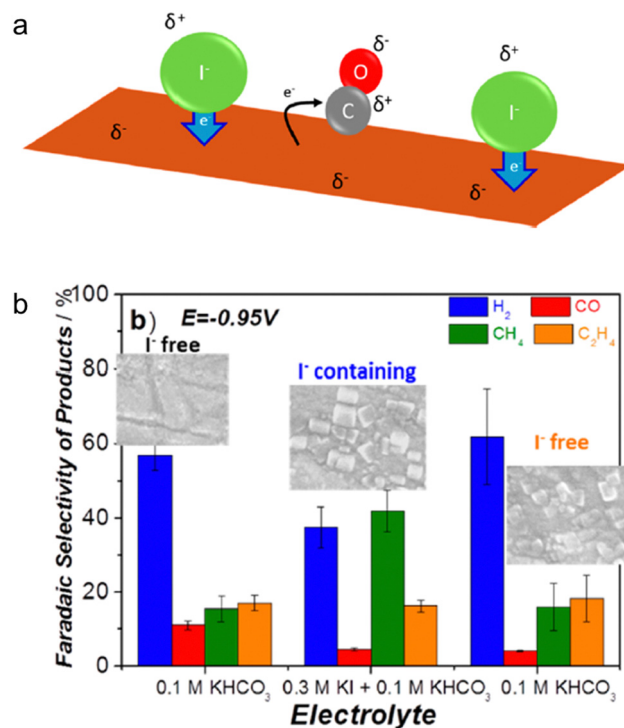 a
δ⁺ δ⁻ δ⁺
I⁻ O I⁻
e⁻ C δ⁺
δ⁻ e⁻ δ⁻ δ⁻ e⁻
b
b) E=-0.95V
H₂ CO
CH₄ C₂H₄
I⁻ free
I⁻ containing
I⁻ free
Faradaic Selectivity of Products / %
100
80
60
40
20
0
0.1 M KHCO₃ 0.3 M KI + 0.1 M KHCO₃ 0.1 M KHCO₃
Electrolyte